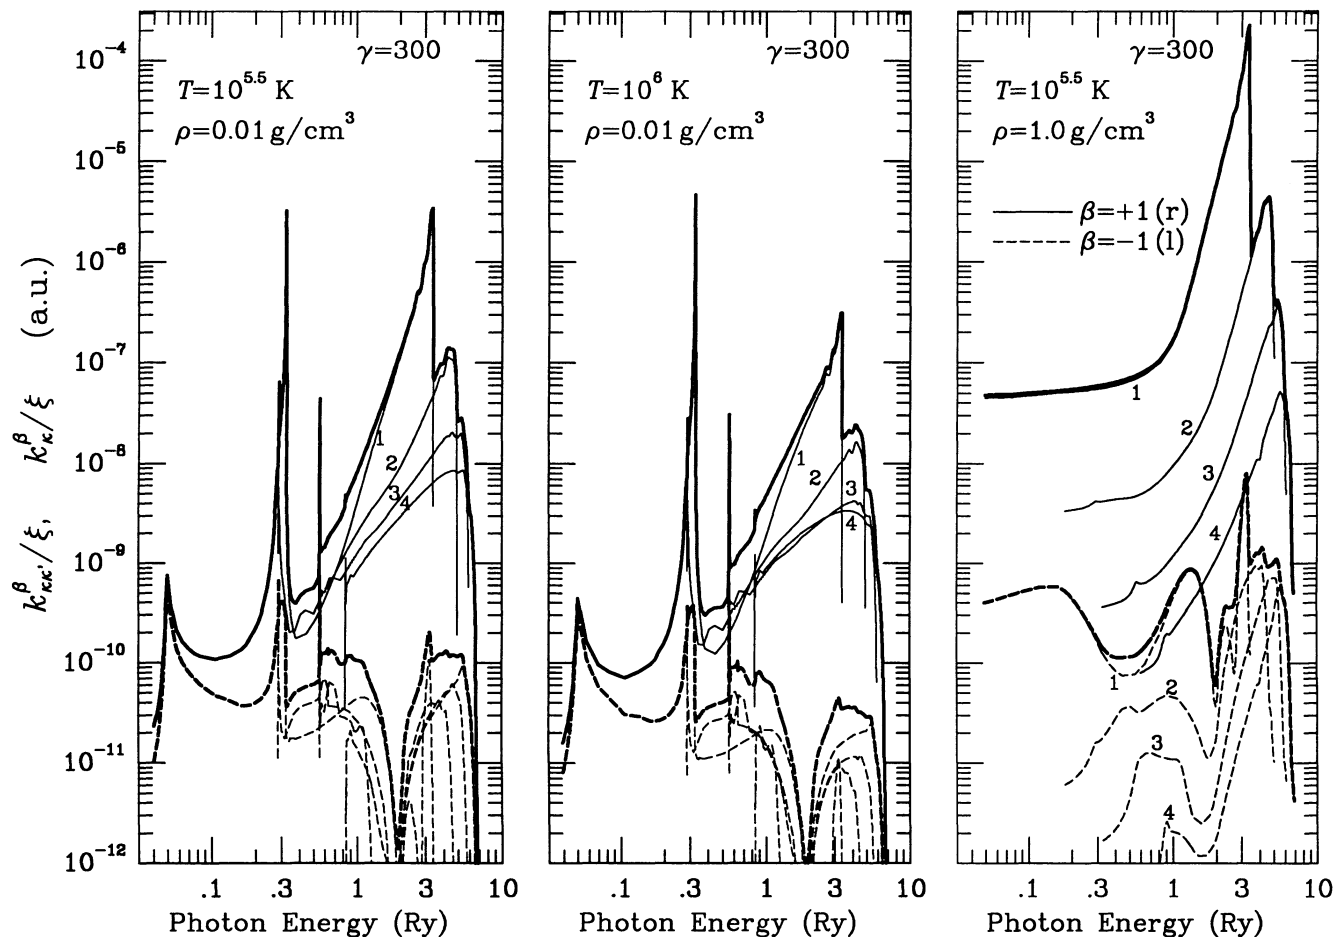 γ=300
T=10^5.5 K
ρ=0.01 g/cm^3
γ=300
T=10^6 K
ρ=0.01 g/cm^3
γ=300
T=10^5.5 K
ρ=1.0 g/cm^3
β=+1 (r)
β=−1 (l)
k^β_κκ'/ξ, k^β_κ/ξ (a.u.)
10^-4
10^-5
10^-6
10^-7
10^-8
10^-9
10^-10
10^-11
10^-12
1
2
3
4
1
2
3
4
1
2
3
4
1
2
3
4
.1 .3 1 3 10
.1 .3 1 3 10
.1 .3 1 3 10
Photon Energy (Ry)
Photon Energy (Ry)
Photon Energy (Ry)